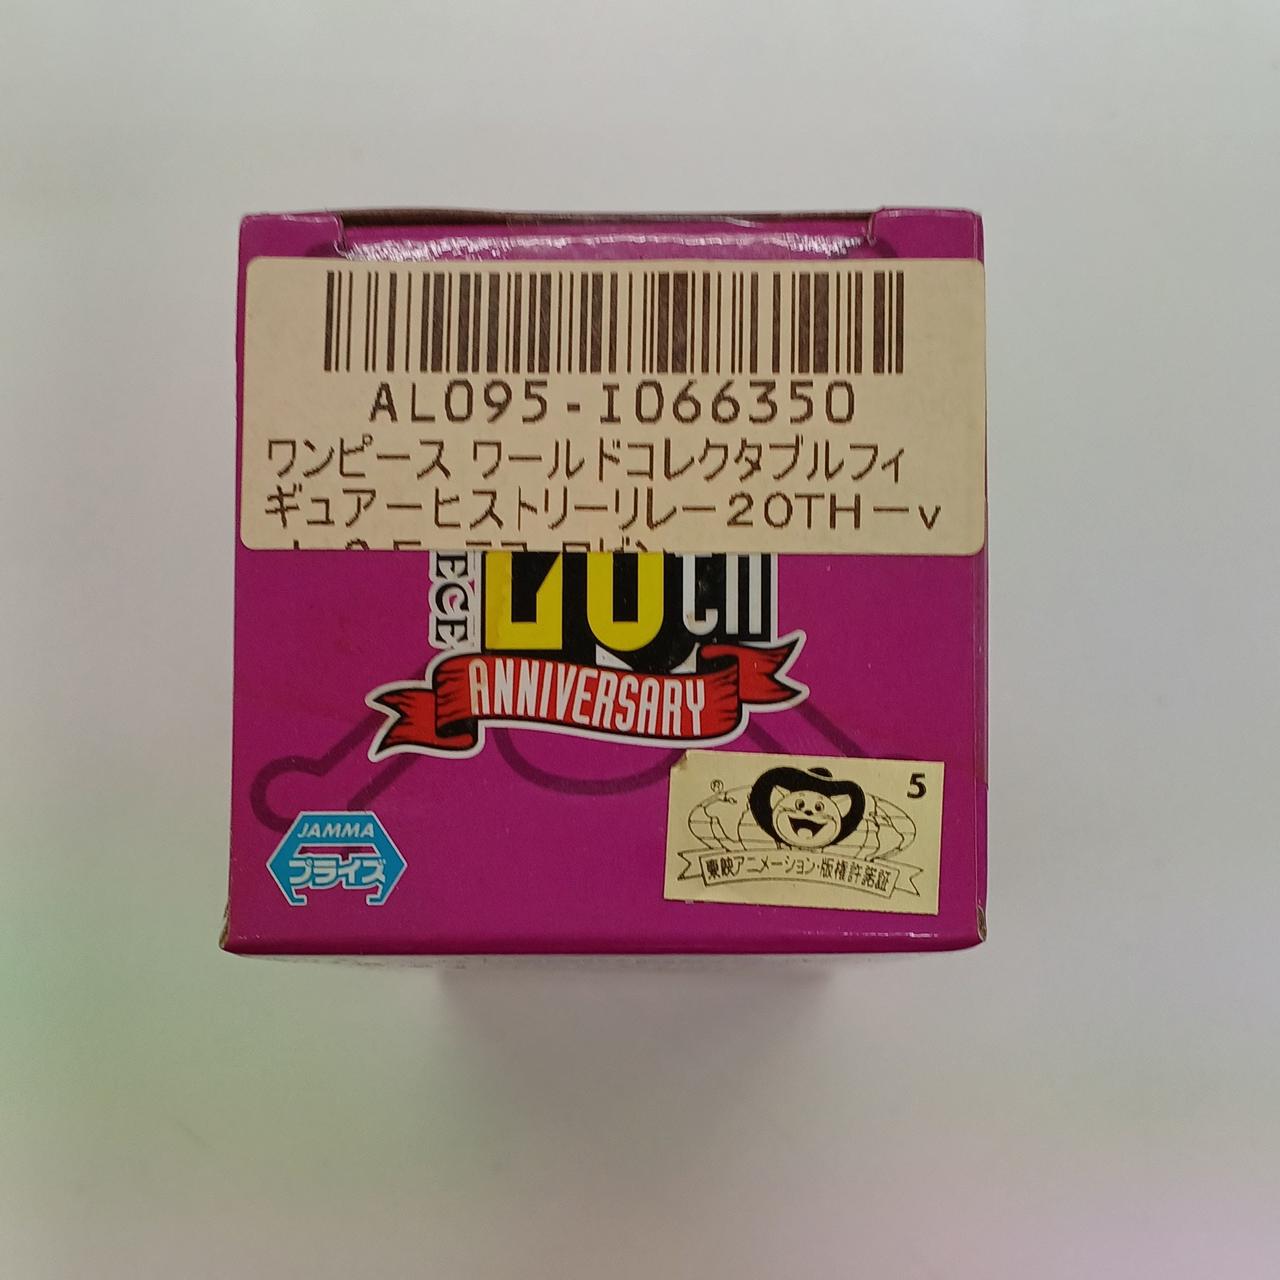 AL095-I066350
ワンピース ワールドコレクタブルフィ
ギュアーヒストリーリレー20TH－v
20th
ANNIVERSARY
JAMMA
プライズ
®
5
東映アニメーション・版権許諾証